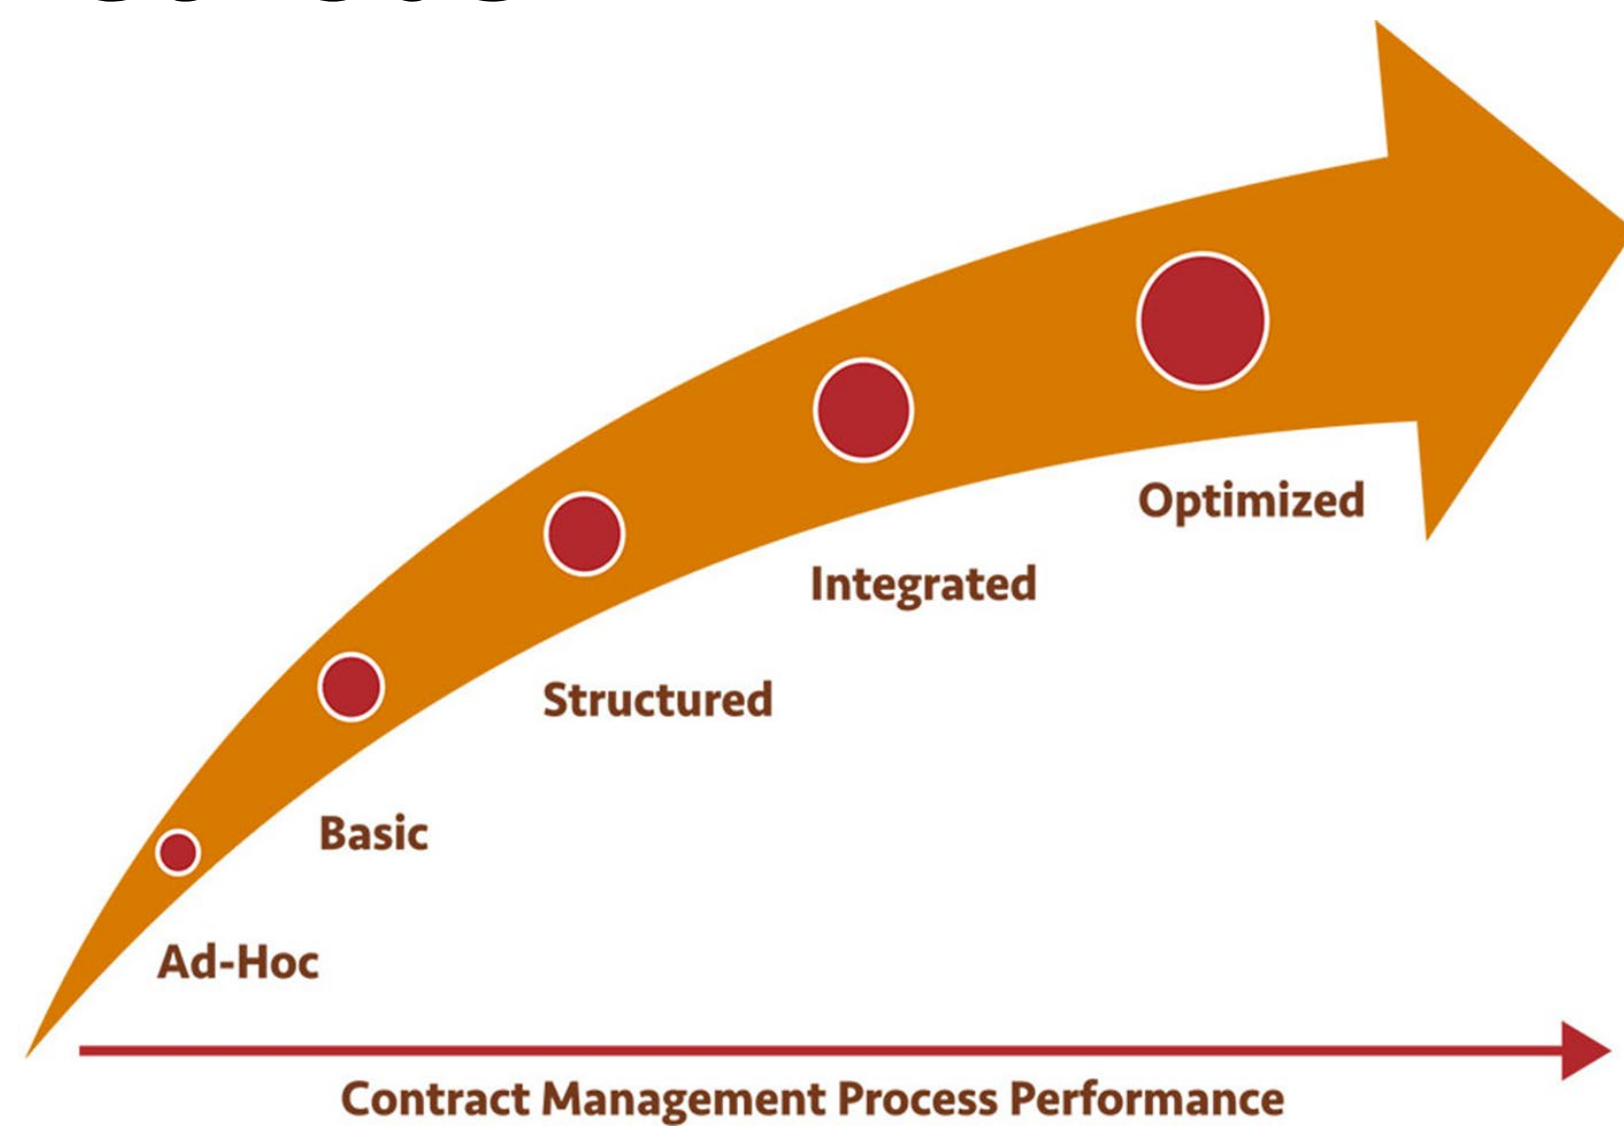 Optimized
Integrated
Structured
Basic
Ad-Hoc
Contract Management Process Performance